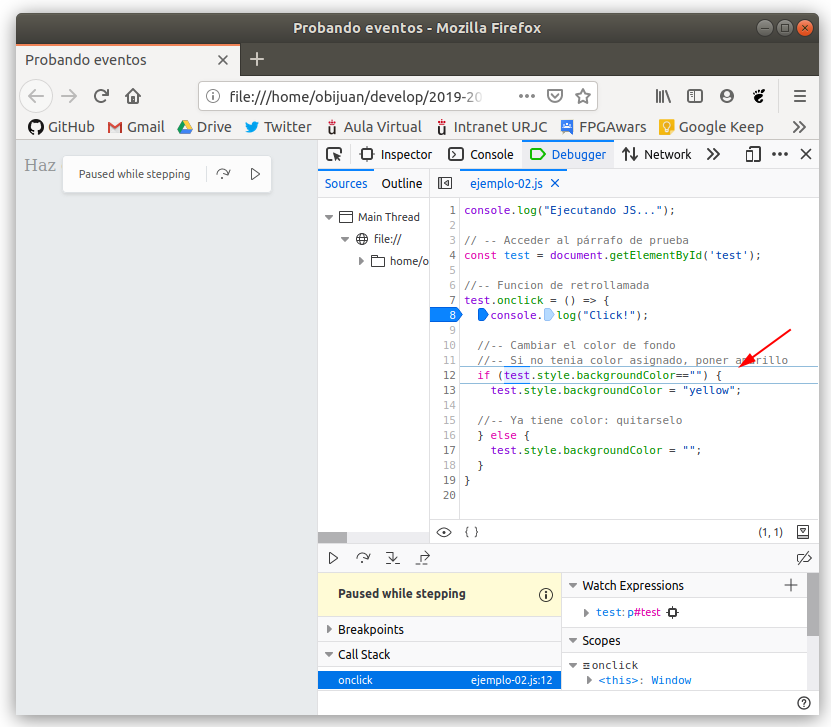 Probando eventos - Mozilla Firefox
Probando eventos
file:///home/obijuan/develop/2019-20
GitHub Gmail Drive Twitter Aula Virtual Intranet URJC FPGAwars Google Keep
Haz
Paused while stepping
Inspector Console Debugger Network
Sources Outline ejemplo-02.js
Main Thread
file://
home/o
1 console.log("Ejecutando JS...");
2
3 // -- Acceder al párrafo de prueba
4 const test = document.getElementById('test');
5
6 //-- Funcion de retrollamada
7 test.onclick = () => {
8 console.log("Click!");
9
10 //-- Cambiar el color de fondo
11 //-- Si no tenia color asignado, poner amarillo
12 if (test.style.backgroundColor=="") {
13 test.style.backgroundColor = "yellow";
14
15 //-- Ya tiene color: quitarselo
16 } else {
17 test.style.backgroundColor = "";
18 }
19 }
20
{ } (1, 1)
Paused while stepping
Breakpoints
Call Stack
onclick ejemplo-02.js:12
Watch Expressions
test: p#test
Scopes
onclick
<this>: Window